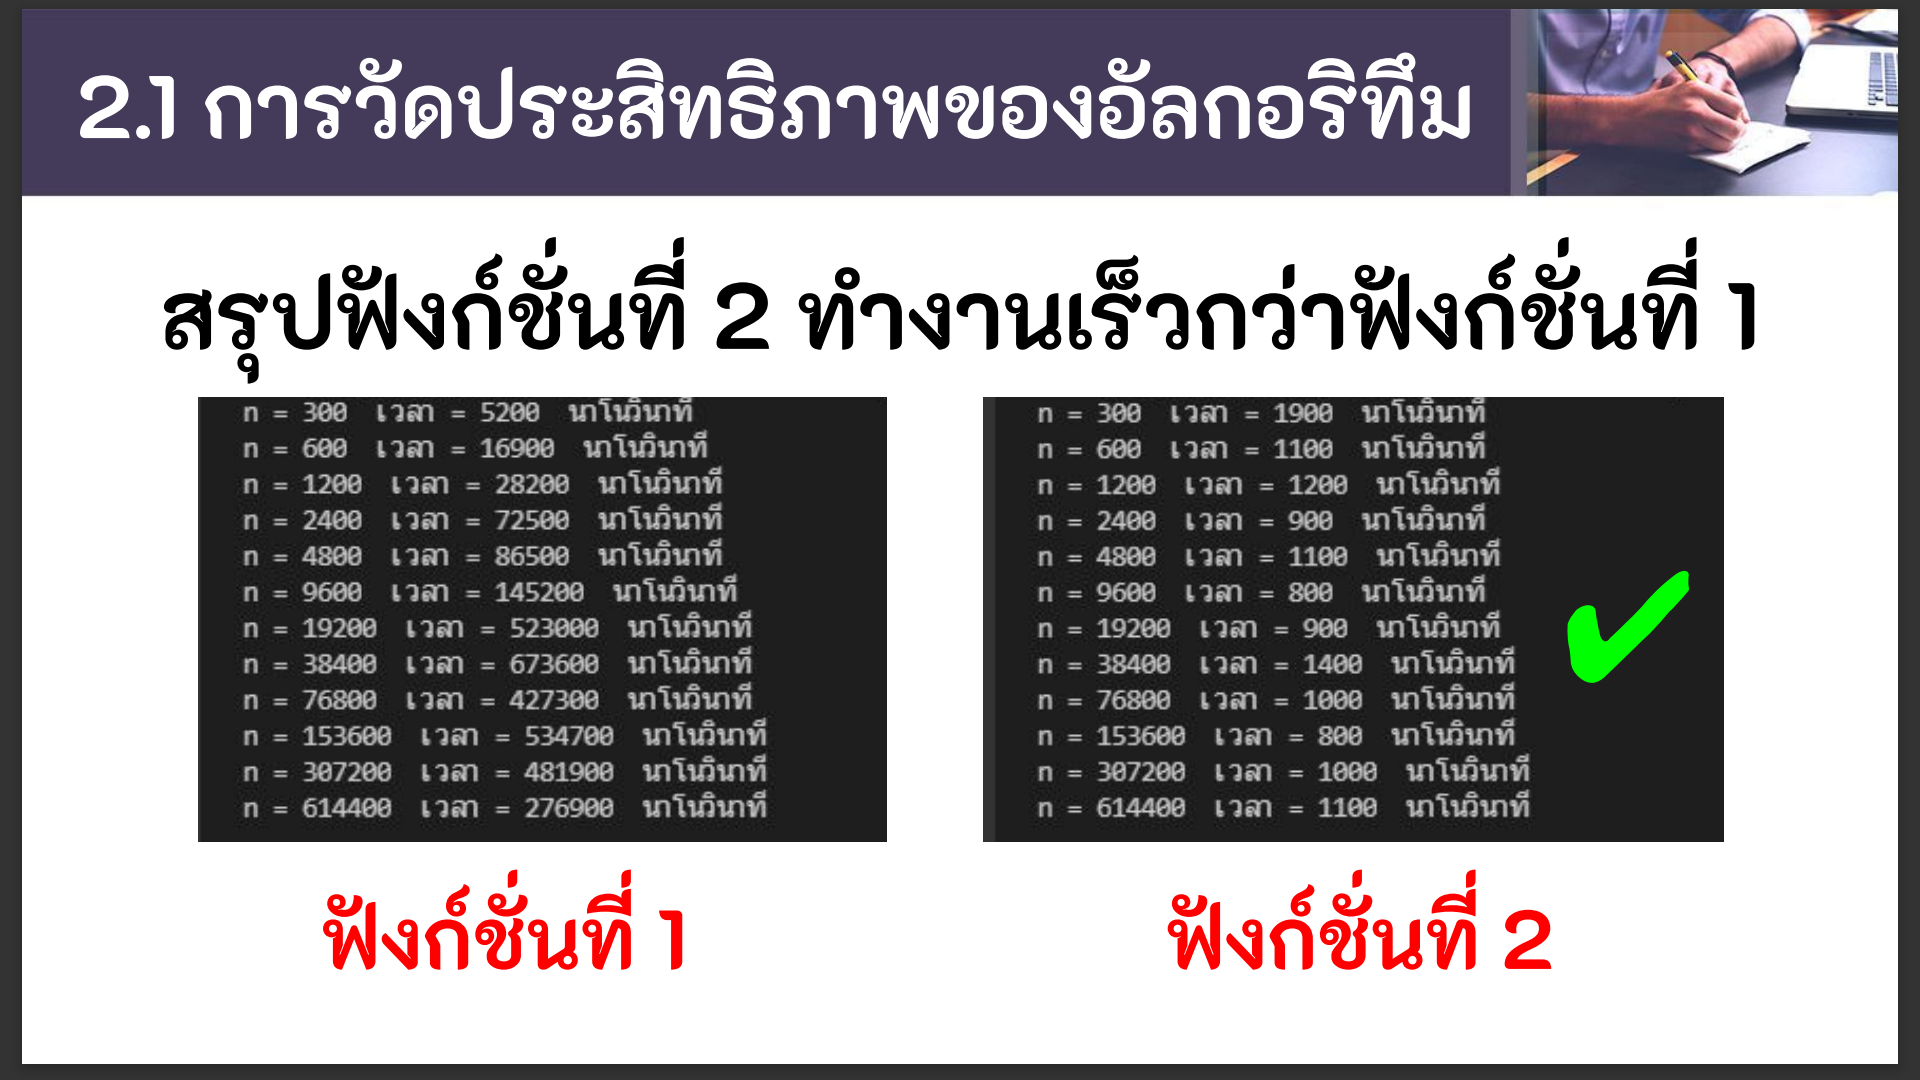 2.1 การวัดประสิทธิภาพของอัลกอริทึม
สรุปฟังก์ชั่นที่ 2 ทำงานเร็วกว่าฟังก์ชั่นที่ 1
n = 300 เวลา = 5200 นาโนวินาที
n = 600 เวลา = 16900 นาโนวินาที
n = 1200 เวลา = 28200 นาโนวินาที
n = 2400 เวลา = 72500 นาโนวินาที
n = 4800 เวลา = 86500 นาโนวินาที
n = 9600 เวลา = 145200 นาโนวินาที
n = 19200 เวลา = 523000 นาโนวินาที
n = 38400 เวลา = 673600 นาโนวินาที
n = 76800 เวลา = 427300 นาโนวินาที
n = 153600 เวลา = 534700 นาโนวินาที
n = 307200 เวลา = 481900 นาโนวินาที
n = 614400 เวลา = 276900 นาโนวินาที
ฟังก์ชั่นที่ 1
n = 300 เวลา = 1900 นาโนวินาที
n = 600 เวลา = 1100 นาโนวินาที
n = 1200 เวลา = 1200 นาโนวินาที
n = 2400 เวลา = 900 นาโนวินาที
n = 4800 เวลา = 1100 นาโนวินาที
n = 9600 เวลา = 800 นาโนวินาที
n = 19200 เวลา = 900 นาโนวินาที
n = 38400 เวลา = 1400 นาโนวินาที
n = 76800 เวลา = 1000 นาโนวินาที
n = 153600 เวลา = 800 นาโนวินาที
n = 307200 เวลา = 1000 นาโนวินาที
n = 614400 เวลา = 1100 นาโนวินาที
ฟังก์ชั่นที่ 2